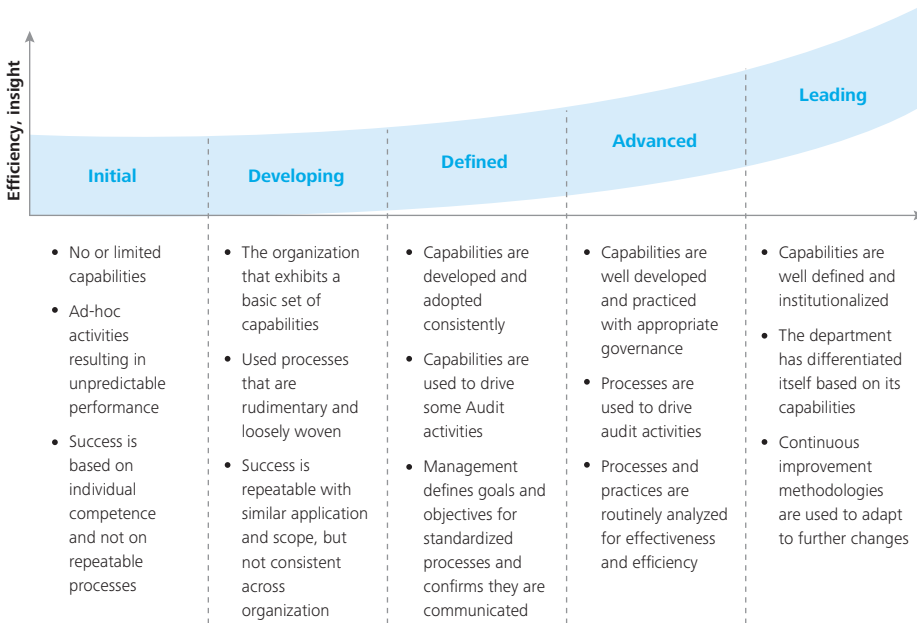 Efficiency, insight
Initial
Developing
Defined
Advanced
Leading
• No or limited
capabilities
• Ad-hoc
activities
resulting in
unpredictable
performance
• Success is
based on
individual
competence
and not on
repeatable
processes
• The organization
that exhibits a
basic set of
capabilities
• Used processes
that are
rudimentary and
loosely woven
• Success is
repeatable with
similar application
and scope, but
not consistent
across
organization
• Capabilities are
developed and
adopted
consistently
• Capabilities are
used to drive
some Audit
activities
• Management
defines goals and
objectives for
standardized
processes and
confirms they are
communicated
• Capabilities are
well developed
and practiced
with appropriate
governance
• Processes are
used to drive
audit activities
• Processes and
practices are
routinely analyzed
for effectiveness
and efficiency
• Capabilities are
well defined and
institutionalized
• The department
has differentiated
itself based on its
capabilities
• Continuous
improvement
methodologies
are used to adapt
to further changes